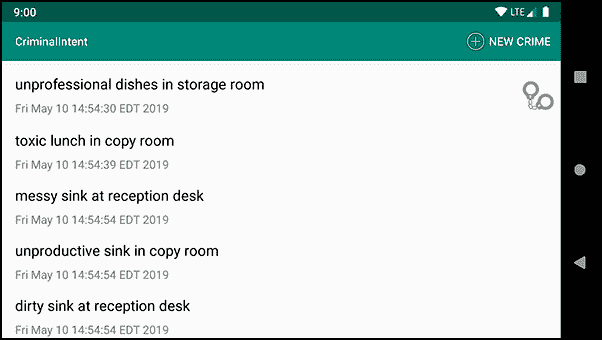 9:00 LTE
CriminalIntent NEW CRIME
unprofessional dishes in storage room
Fri May 10 14:54:30 EDT 2019
toxic lunch in copy room
Fri May 10 14:54:39 EDT 2019
messy sink at reception desk
Fri May 10 14:54:54 EDT 2019
unproductive sink in copy room
Fri May 10 14:54:54 EDT 2019
dirty sink at reception desk
Fri May 10 14:54:54 EDT 2019